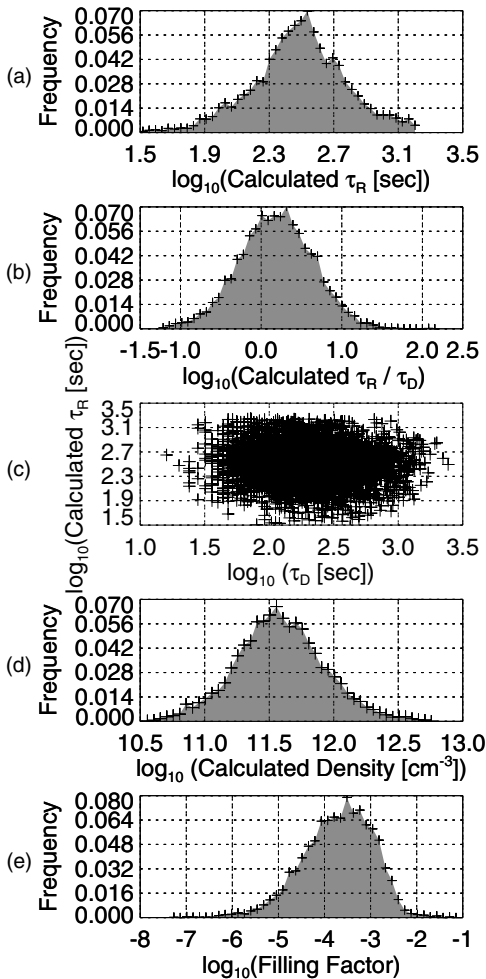 (a)
Frequency
0.070
0.056
0.042
0.028
0.014
0.000
1.5 1.9 2.3 2.7 3.1 3.5
log10(Calculated τR [sec])
(b)
Frequency
0.070
0.056
0.042
0.028
0.014
0.000
-1.5 -1.0 0.0 1.0 2.0 2.5
log10(Calculated τR / τD)
(c)
log10(Calculated τR [sec])
3.5
3.1
2.7
2.3
1.9
1.5
1.0 1.5 2.0 2.5 3.0 3.5
log10 (τD [sec])
(d)
Frequency
0.070
0.056
0.042
0.028
0.014
0.000
10.5 11.0 11.5 12.0 12.5 13.0
log10 (Calculated Density [cm-3])
(e)
Frequency
0.080
0.064
0.048
0.032
0.016
0.000
-8 -7 -6 -5 -4 -3 -2 -1
log10(Filling Factor)